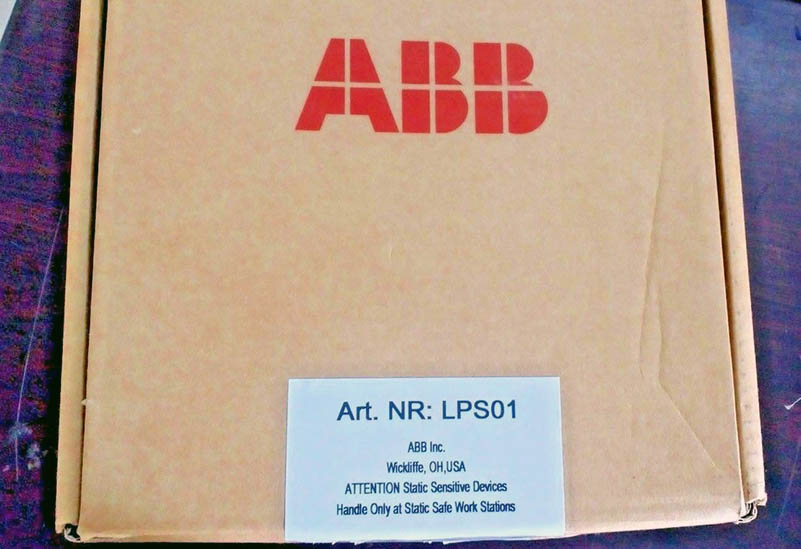 ABB
Art. NR: LPS01
ABB Inc.
Wickliffe, OH,USA
ATTENTION Static Sensitive Devices
Handle Only at Static Safe Work Stations